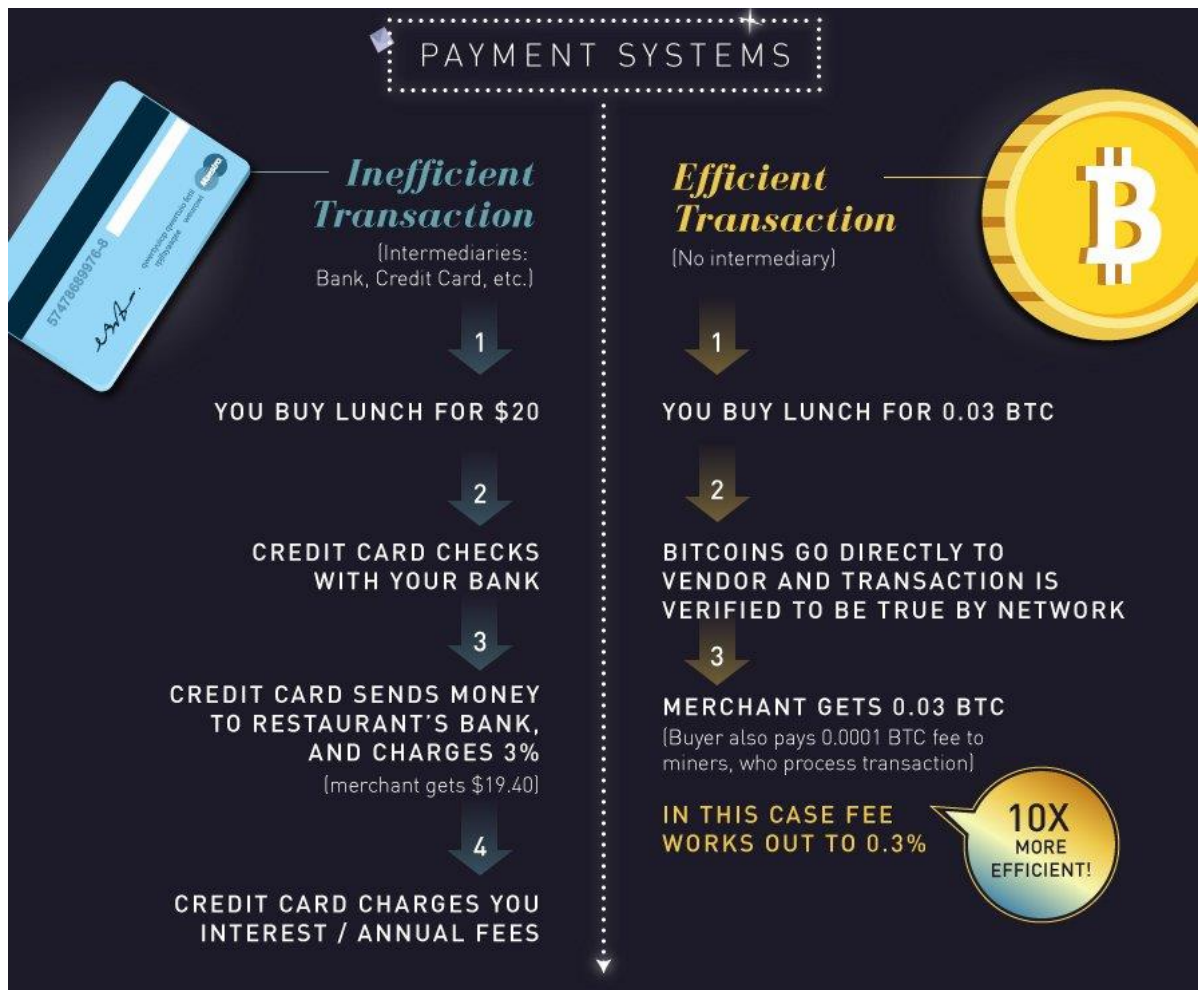 PAYMENT SYSTEMS
Inefficient
Transaction
(Intermediaries:
Bank, Credit Card, etc.)
1
YOU BUY LUNCH FOR $20
2
CREDIT CARD CHECKS
WITH YOUR BANK
3
CREDIT CARD SENDS MONEY
TO RESTAURANT'S BANK,
AND CHARGES 3%
(merchant gets $19.40)
4
CREDIT CARD CHARGES YOU
INTEREST / ANNUAL FEES
57478689976-8
Efficient
Transaction
(No intermediary)
1
YOU BUY LUNCH FOR 0.03 BTC
2
BITCOINS GO DIRECTLY TO
VENDOR AND TRANSACTION IS
VERIFIED TO BE TRUE BY NETWORK
3
MERCHANT GETS 0.03 BTC
(Buyer also pays 0.0001 BTC fee to
miners, who process transaction)
IN THIS CASE FEE
WORKS OUT TO 0.3%
10X
MORE
EFFICIENT!